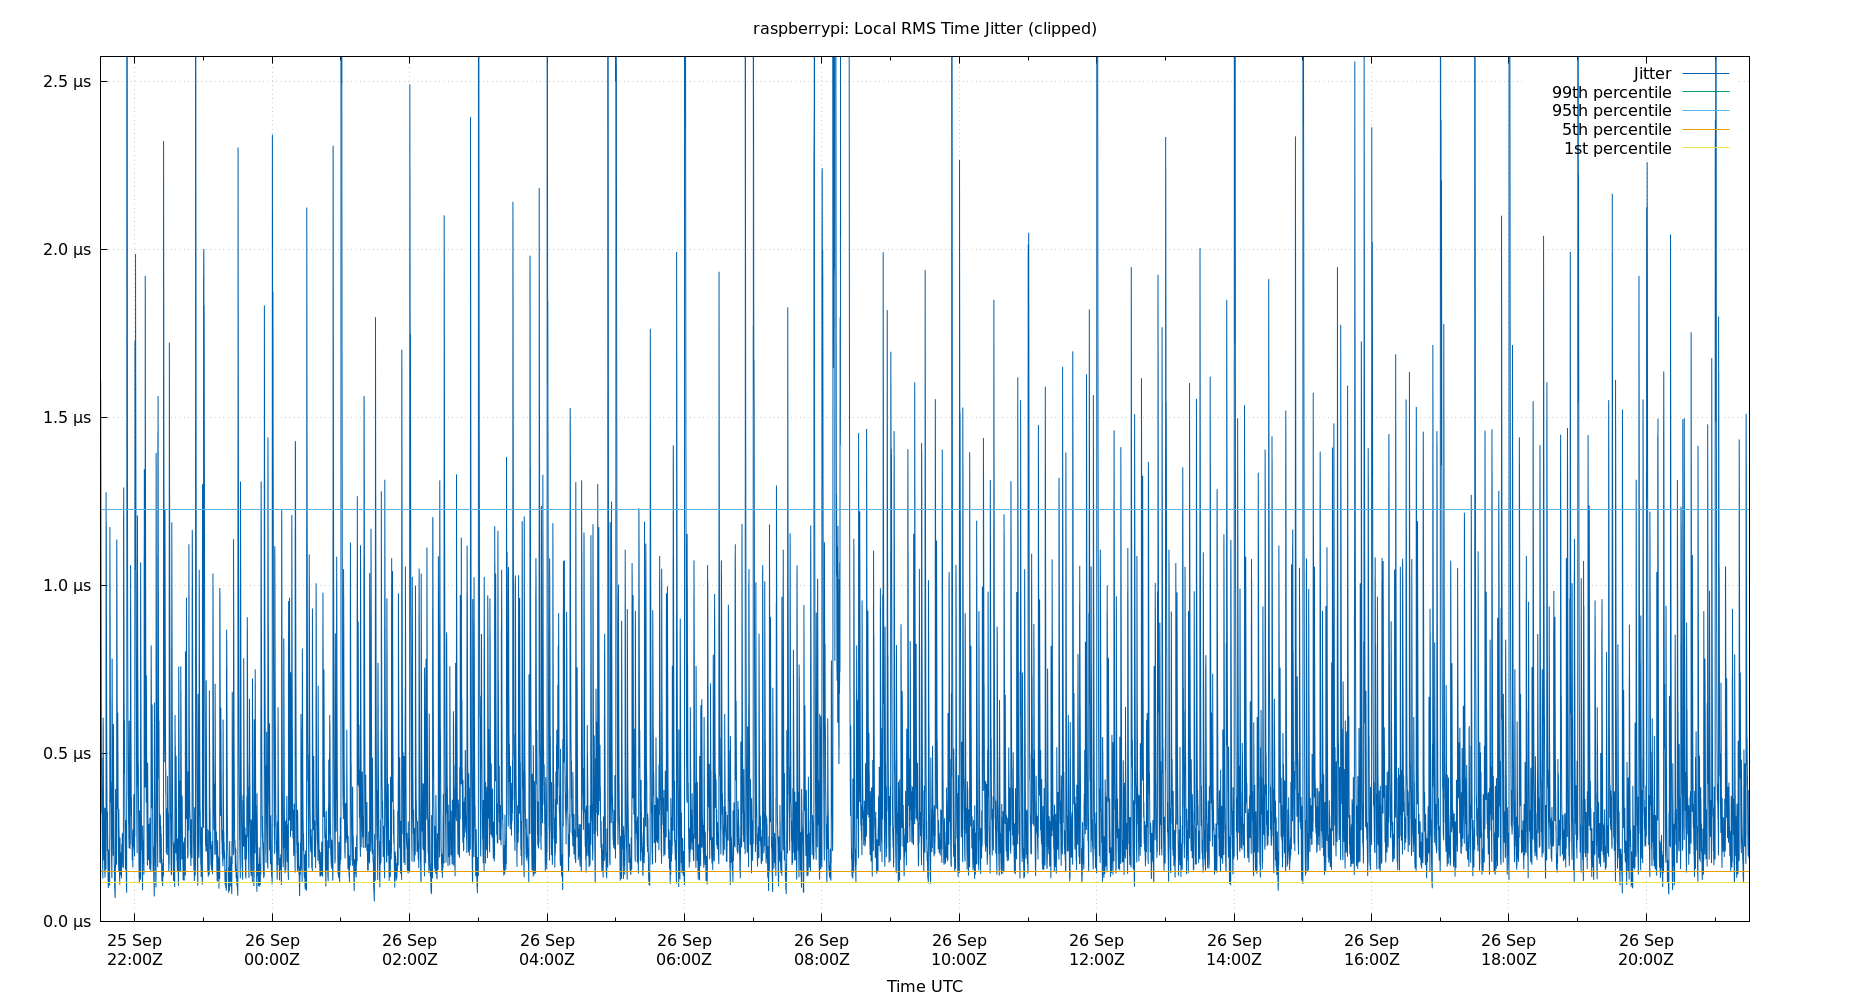 raspberrypi: Local RMS Time Jitter (clipped)
2.5 μs
2.0 μs
1.5 μs
1.0 μs
0.5 μs
0.0 μs
Jitter
99th percentile
95th percentile
5th percentile
1st percentile
25 Sep 26 Sep 26 Sep 26 Sep 26 Sep 26 Sep 26 Sep 26 Sep 26 Sep 26 Sep 26 Sep 26 Sep
22:00Z 00:00Z 02:00Z 04:00Z 06:00Z 08:00Z 10:00Z 12:00Z 14:00Z 16:00Z 18:00Z 20:00Z
Time UTC